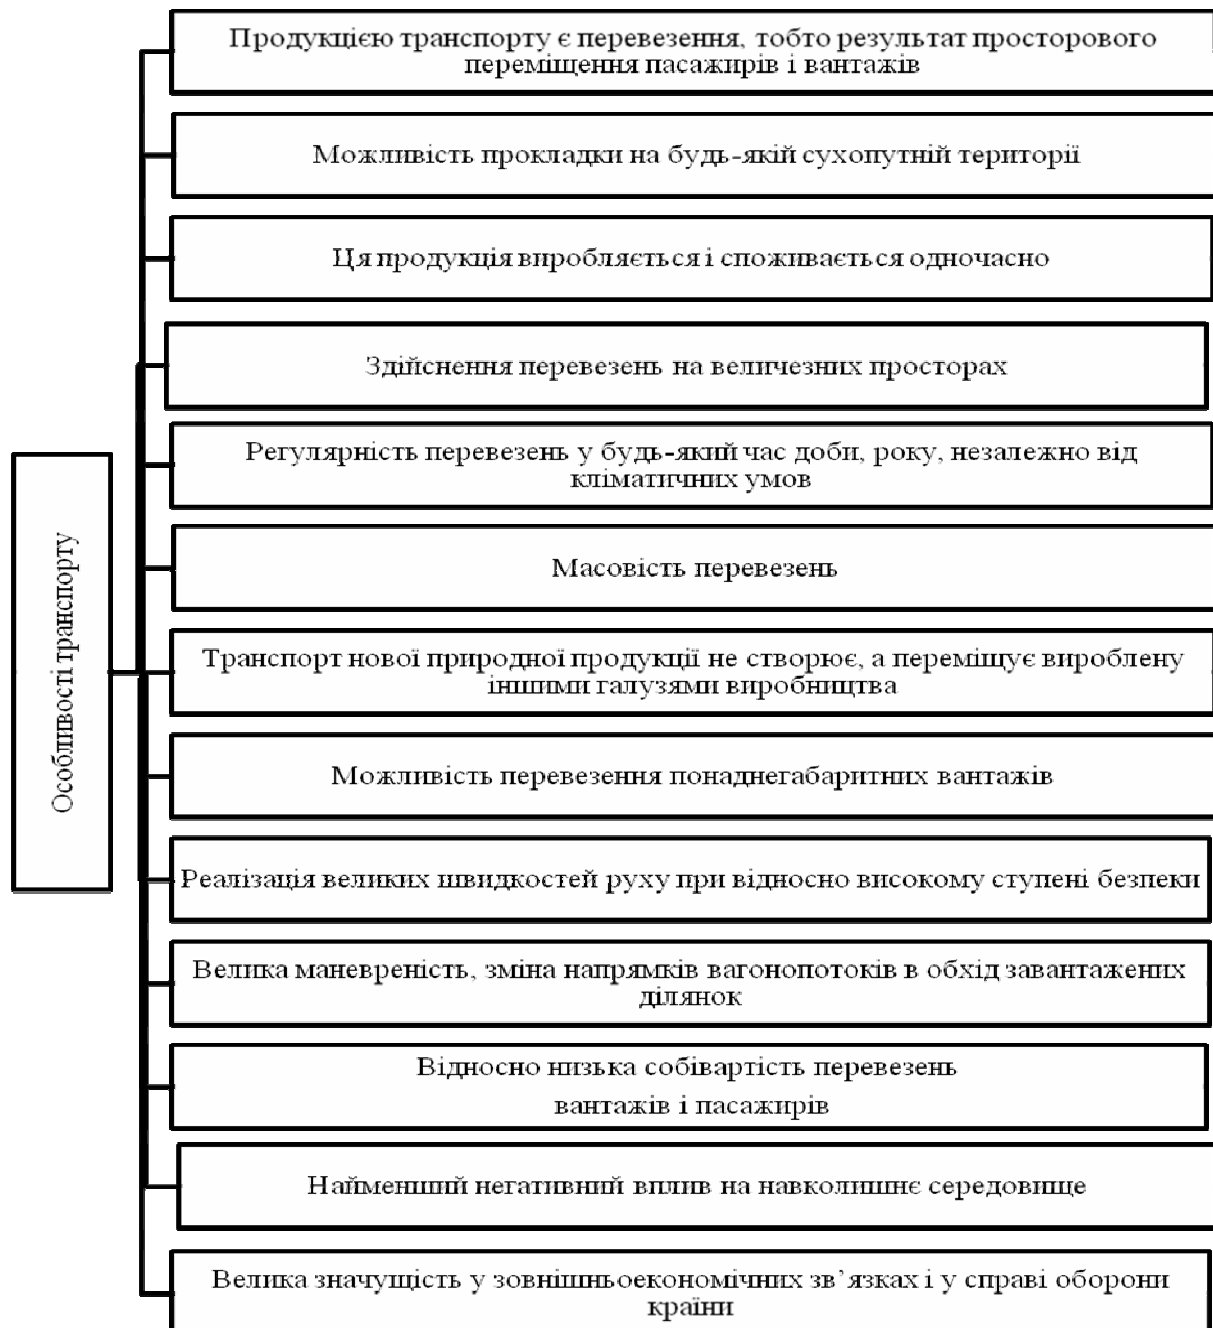 Продукцією транспорту є перевезення, тобто результат просторового
переміщення пасажирів і вантажів
Можливість прокладки на будь-якій сухопутній території
Ця продукція виробляється і споживається одночасно
Здійснення перевезень на величезних просторах
Регулярність перевезень у будь-який час доби, року, незалежно від
кліматичних умов
Масовість перевезень
Особливості транспорту
Транспорт нової природної продукції не створює, а переміщує вироблену
іншими галузями виробництва
Можливість перевезення понаднегабаритних вантажів
Реалізація великих швидкостей руху при відносно високому ступені безпеки
Велика маневреність, зміна напрямків вагонопотоків в обхід завантажених
ділянок
Відносно низька собівартість перевезень
вантажів і пасажирів
Найменший негативний вплив на навколишнє середовище
Велика значущість у зовнішньоекономічних зв’язках і у справі оборони
країни